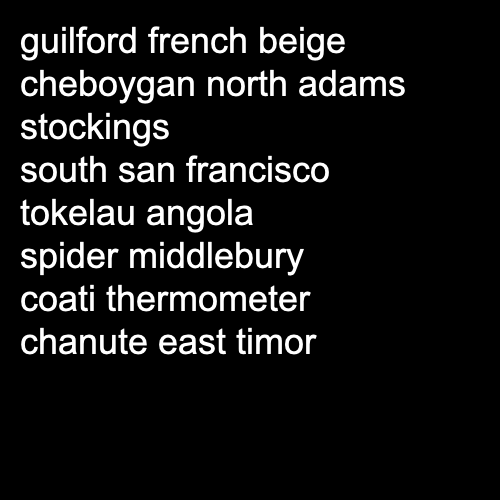 guilford french beige
cheboygan north adams
stockings
south san francisco
tokelau angola
spider middlebury
coati thermometer
chanute east timor